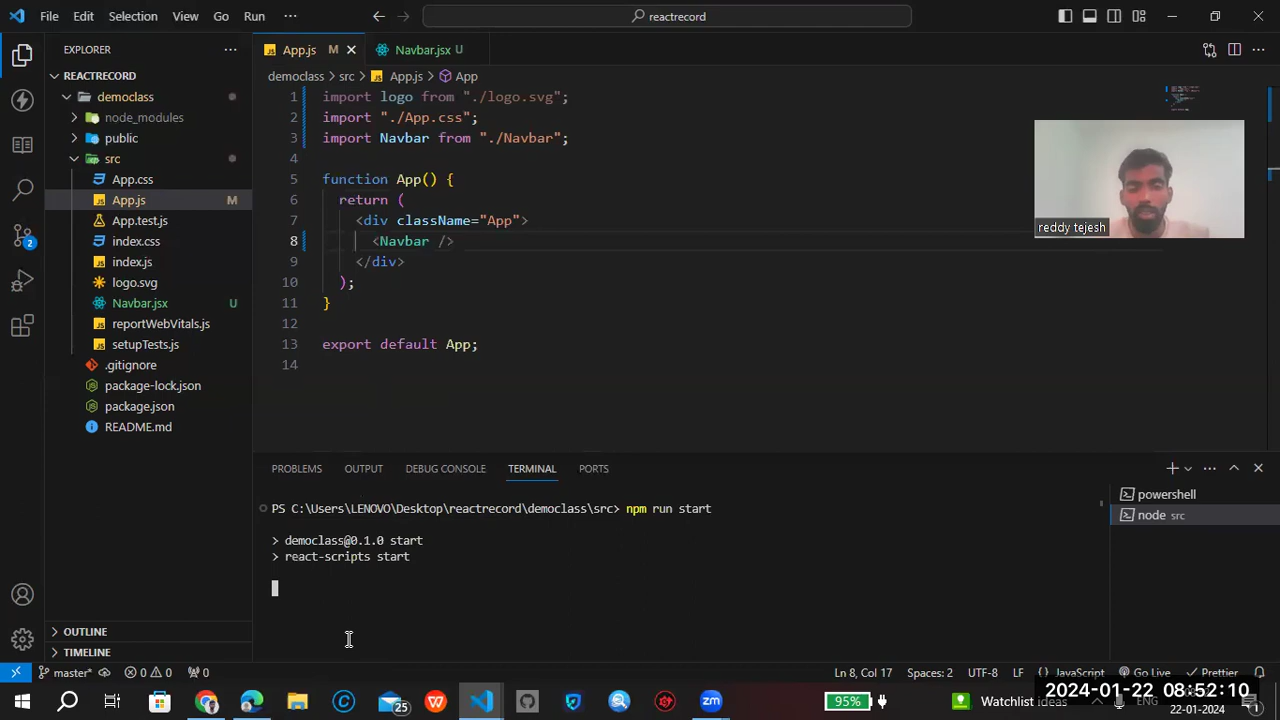 File Edit Selection View Go Run ··· reactrecord
EXPLORER
REACTRECORD
democlass
node_modules
public
src
App.css
App.js M
App.test.js
index.css
index.js
logo.svg
Navbar.jsx U
reportWebVitals.js
setupTests.js
.gitignore
package-lock.json
package.json
README.md
OUTLINE
TIMELINE
App.js M Navbar.jsx U
democlass > src > App.js > App
1 import logo from "./logo.svg";
2 import "./App.css";
3 import Navbar from "./Navbar";
4
5 function App() {
6 return (
7 <div className="App">
8 <Navbar />
9 </div>
10 );
11 }
12
13 export default App;
14
reddy tejesh
PROBLEMS OUTPUT DEBUG CONSOLE TERMINAL PORTS
PS C:\Users\LENOVO\Desktop\reactrecord\democlass\src> npm run start
> democlass@0.1.0 start
> react-scripts start
powershell
node src
master* 0 0 0 Ln 8, Col 17 Spaces: 2 UTF-8 LF JavaScript Go Live Prettier
2 25 95% Watchlist ideas ENG
2024-01-22 08:52:10
22-01-2024